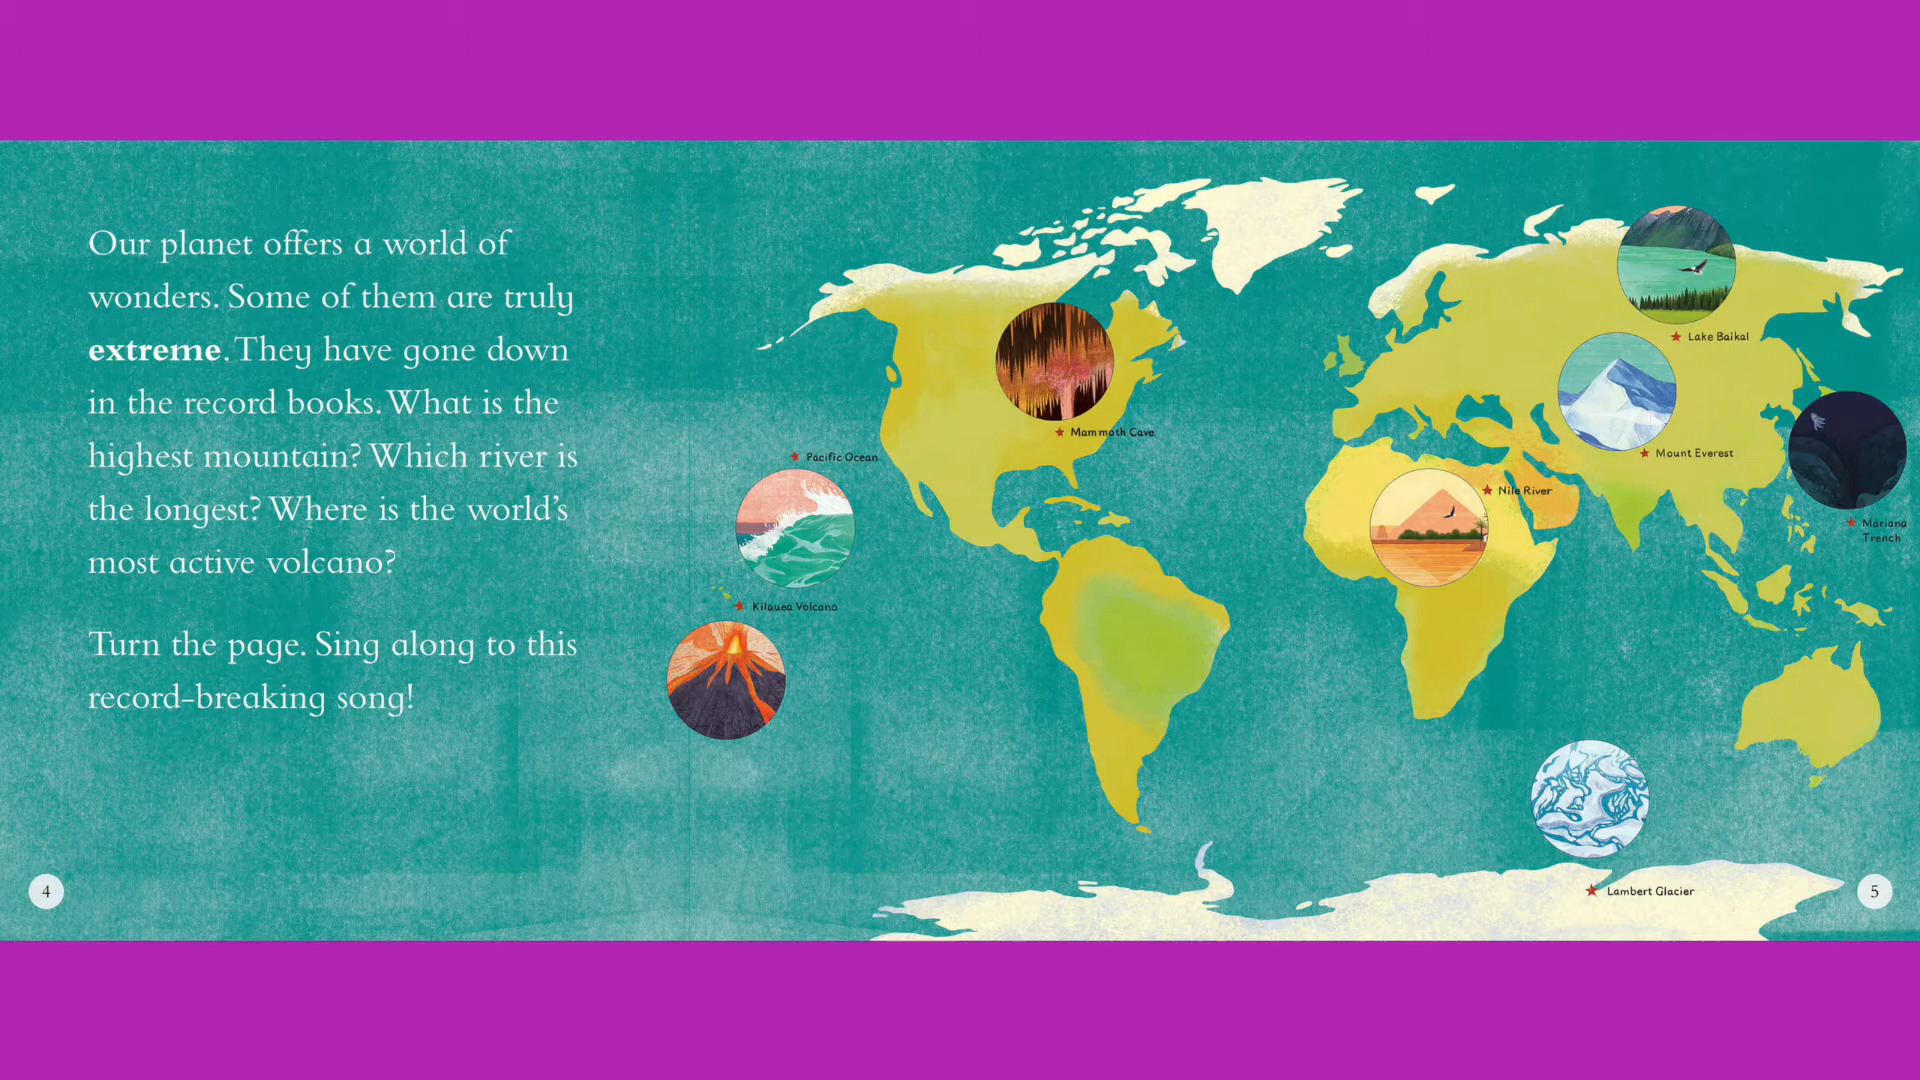 Our planet offers a world of
wonders. Some of them are truly
extreme. They have gone down
in the record books. What is the
highest mountain? Which river is
the longest? Where is the world's
most active volcano?
Turn the page. Sing along to this
record-breaking song!
4
Pacific Ocean
Kilauea Volcano
Mammoth Cave
Lake Baikal
Mount Everest
Nile River
Mariana
Trench
Lambert Glacier
5